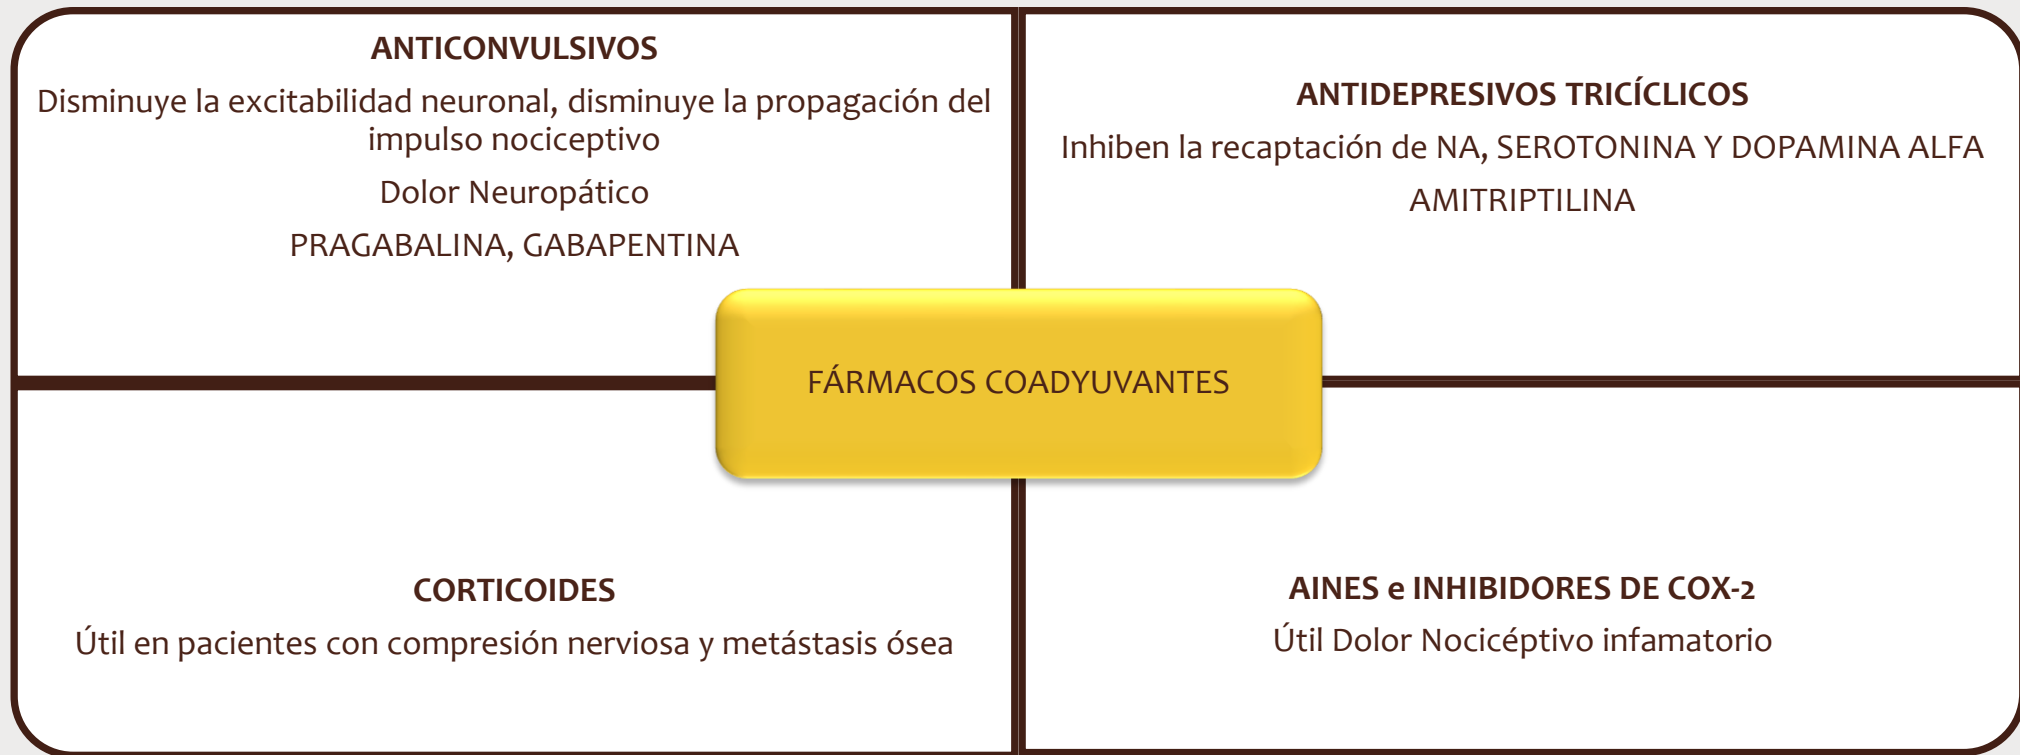 ANTICONVULSIVOS
Disminuye la excitabilidad neuronal, disminuye la propagación del
impulso nociceptivo
Dolor Neuropático
PRAGABALINA, GABAPENTINA
ANTIDEPRESIVOS TRICÍCLICOS
Inhiben la recaptación de NA, SEROTONINA Y DOPAMINA ALFA
AMITRIPTILINA
FÁRMACOS COADYUVANTES
CORTICOIDES
Útil en pacientes con compresión nerviosa y metástasis ósea
AINES e INHIBIDORES DE COX-2
Útil Dolor Nocicéptivo infamatorio